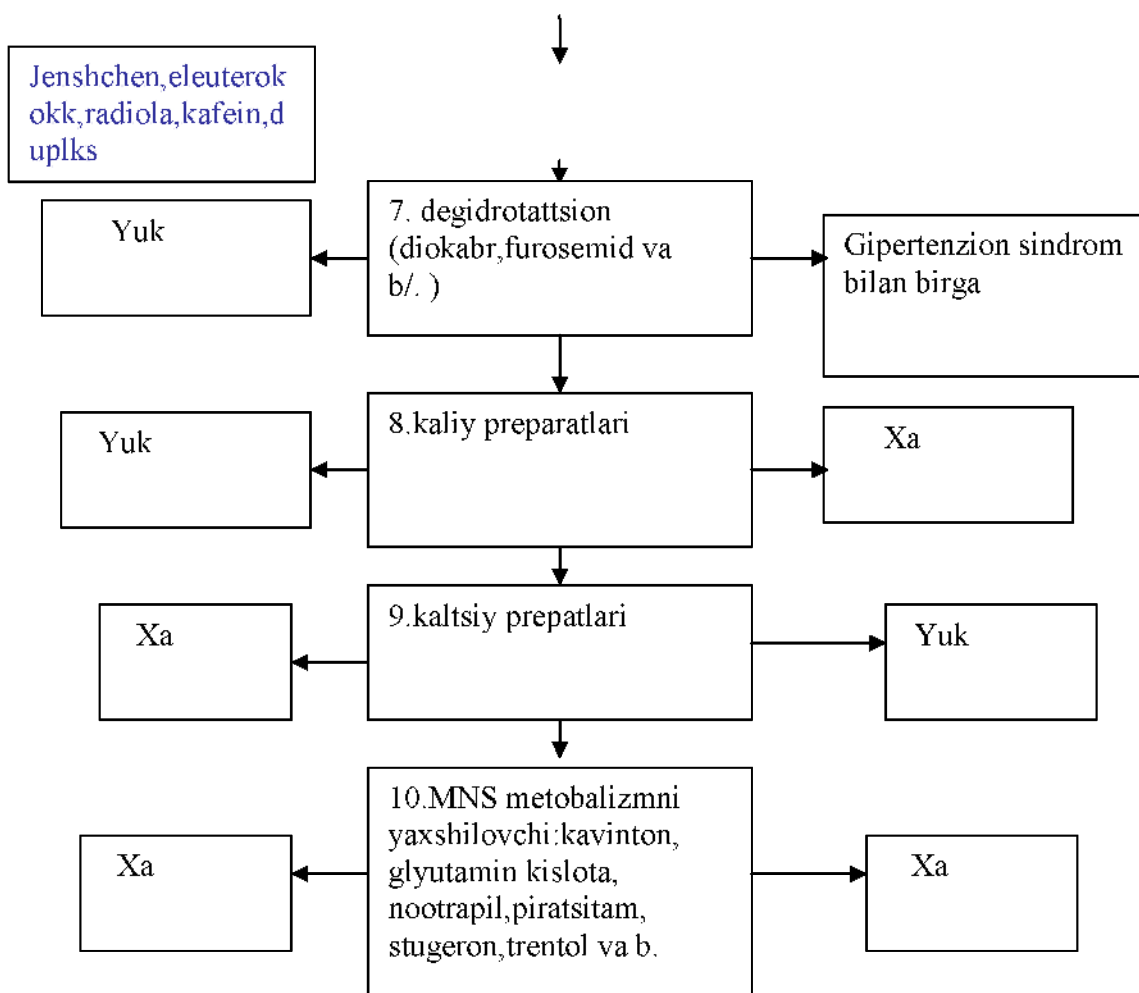 Jenshchen,eleuterok
okk,radiola,kafein,d
uplks
Yuk
7. degidrotattsion
(diokabr,furosemid va
b/. )
Gipertenzion sindrom
bilan birga
Yuk
8.kaliy preparatlari
Xa
Xa
9.kaltsiy prepatlari
Yuk
Xa
10.MNS metobalizmni
yaxshilovchi:kavinton,
glyutamin kislota,
nootrapil,piratsitam,
stugeron,trentol va b.
Xa